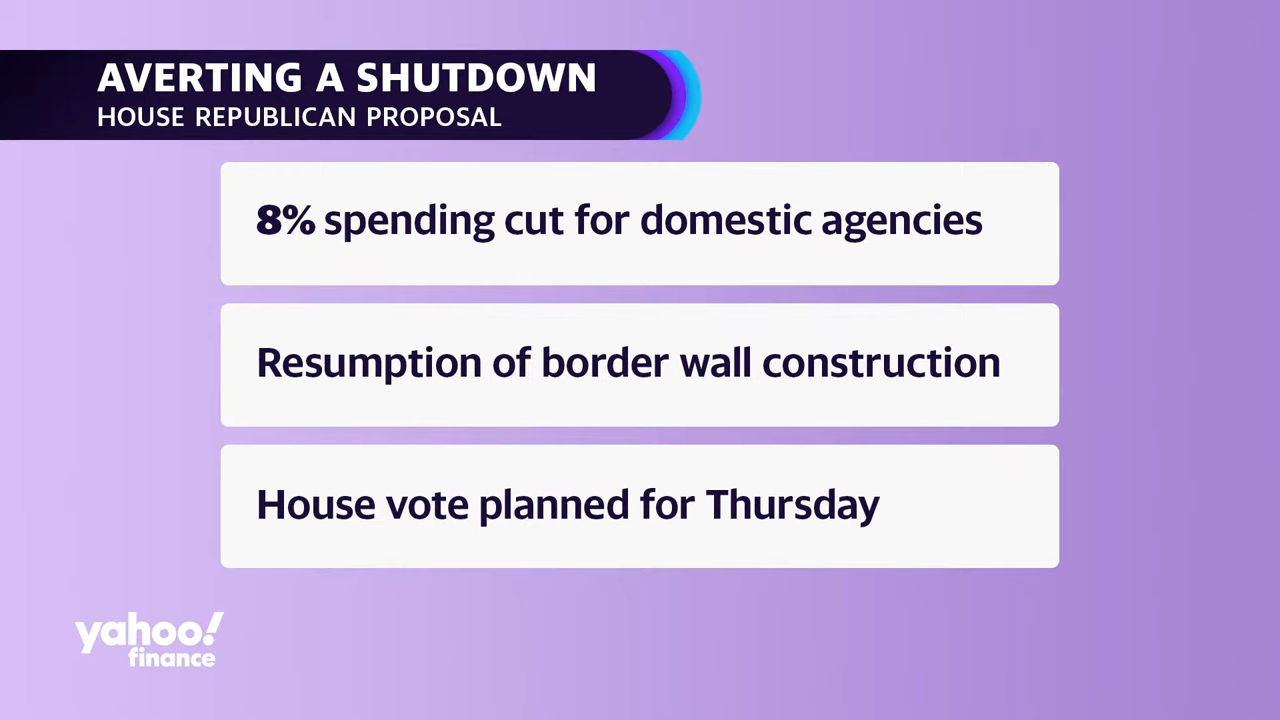 AVERTING A SHUTDOWN
HOUSE REPUBLICAN PROPOSAL
8% spending cut for domestic agencies
Resumption of border wall construction
House vote planned for Thursday
yahoo!
finance